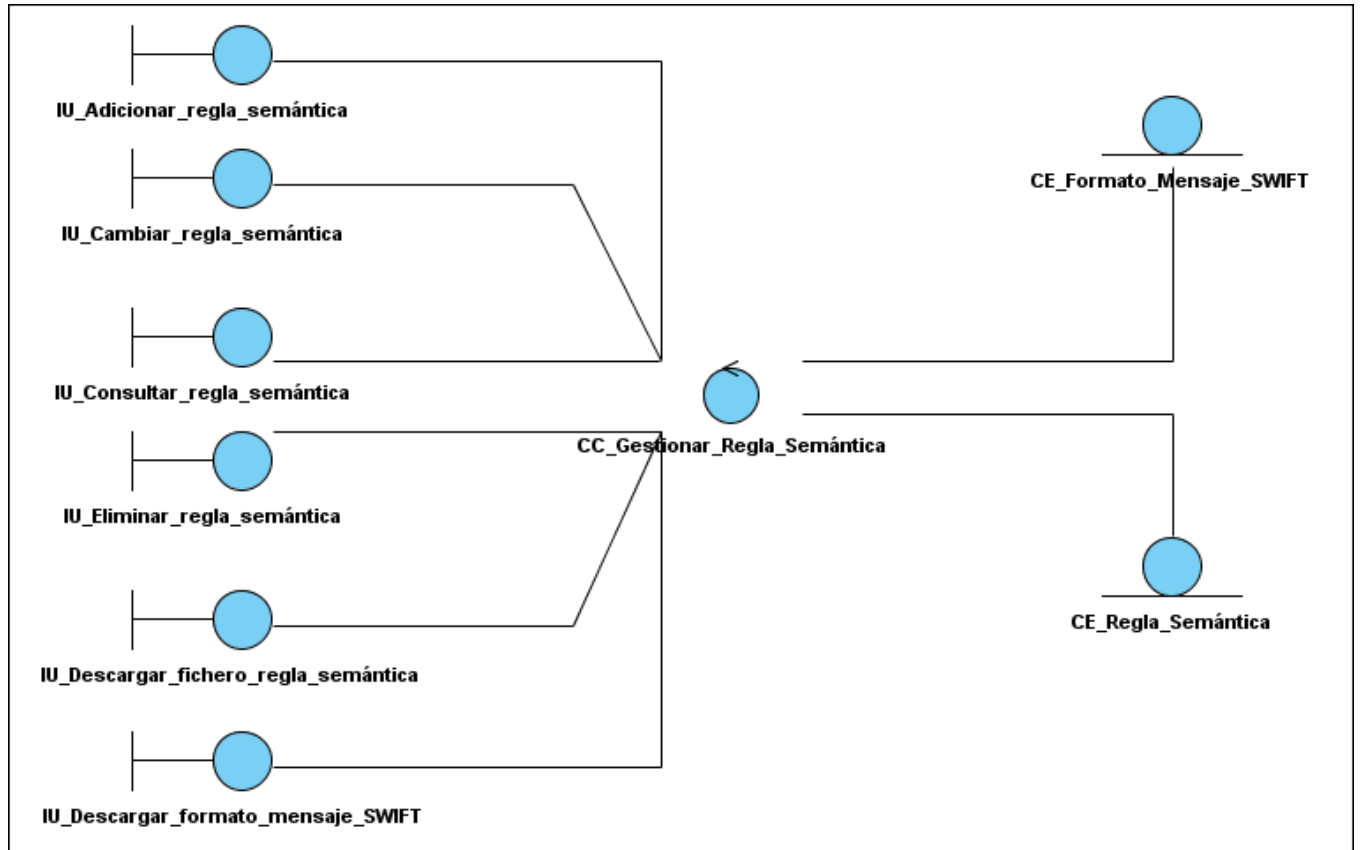 IU_Adicionar_regla_semántica
IU_Cambiar_regla_semántica
IU_Consultar_regla_semántica
IU_Eliminar_regla_semántica
IU_Descargar_fichero_regla_semántica
IU_Descargar_formato_mensaje_SWIFT
CC_Gestionar_Regla_Semántica
CE_Formato_Mensaje_SWIFT
CE_Regla_Semántica